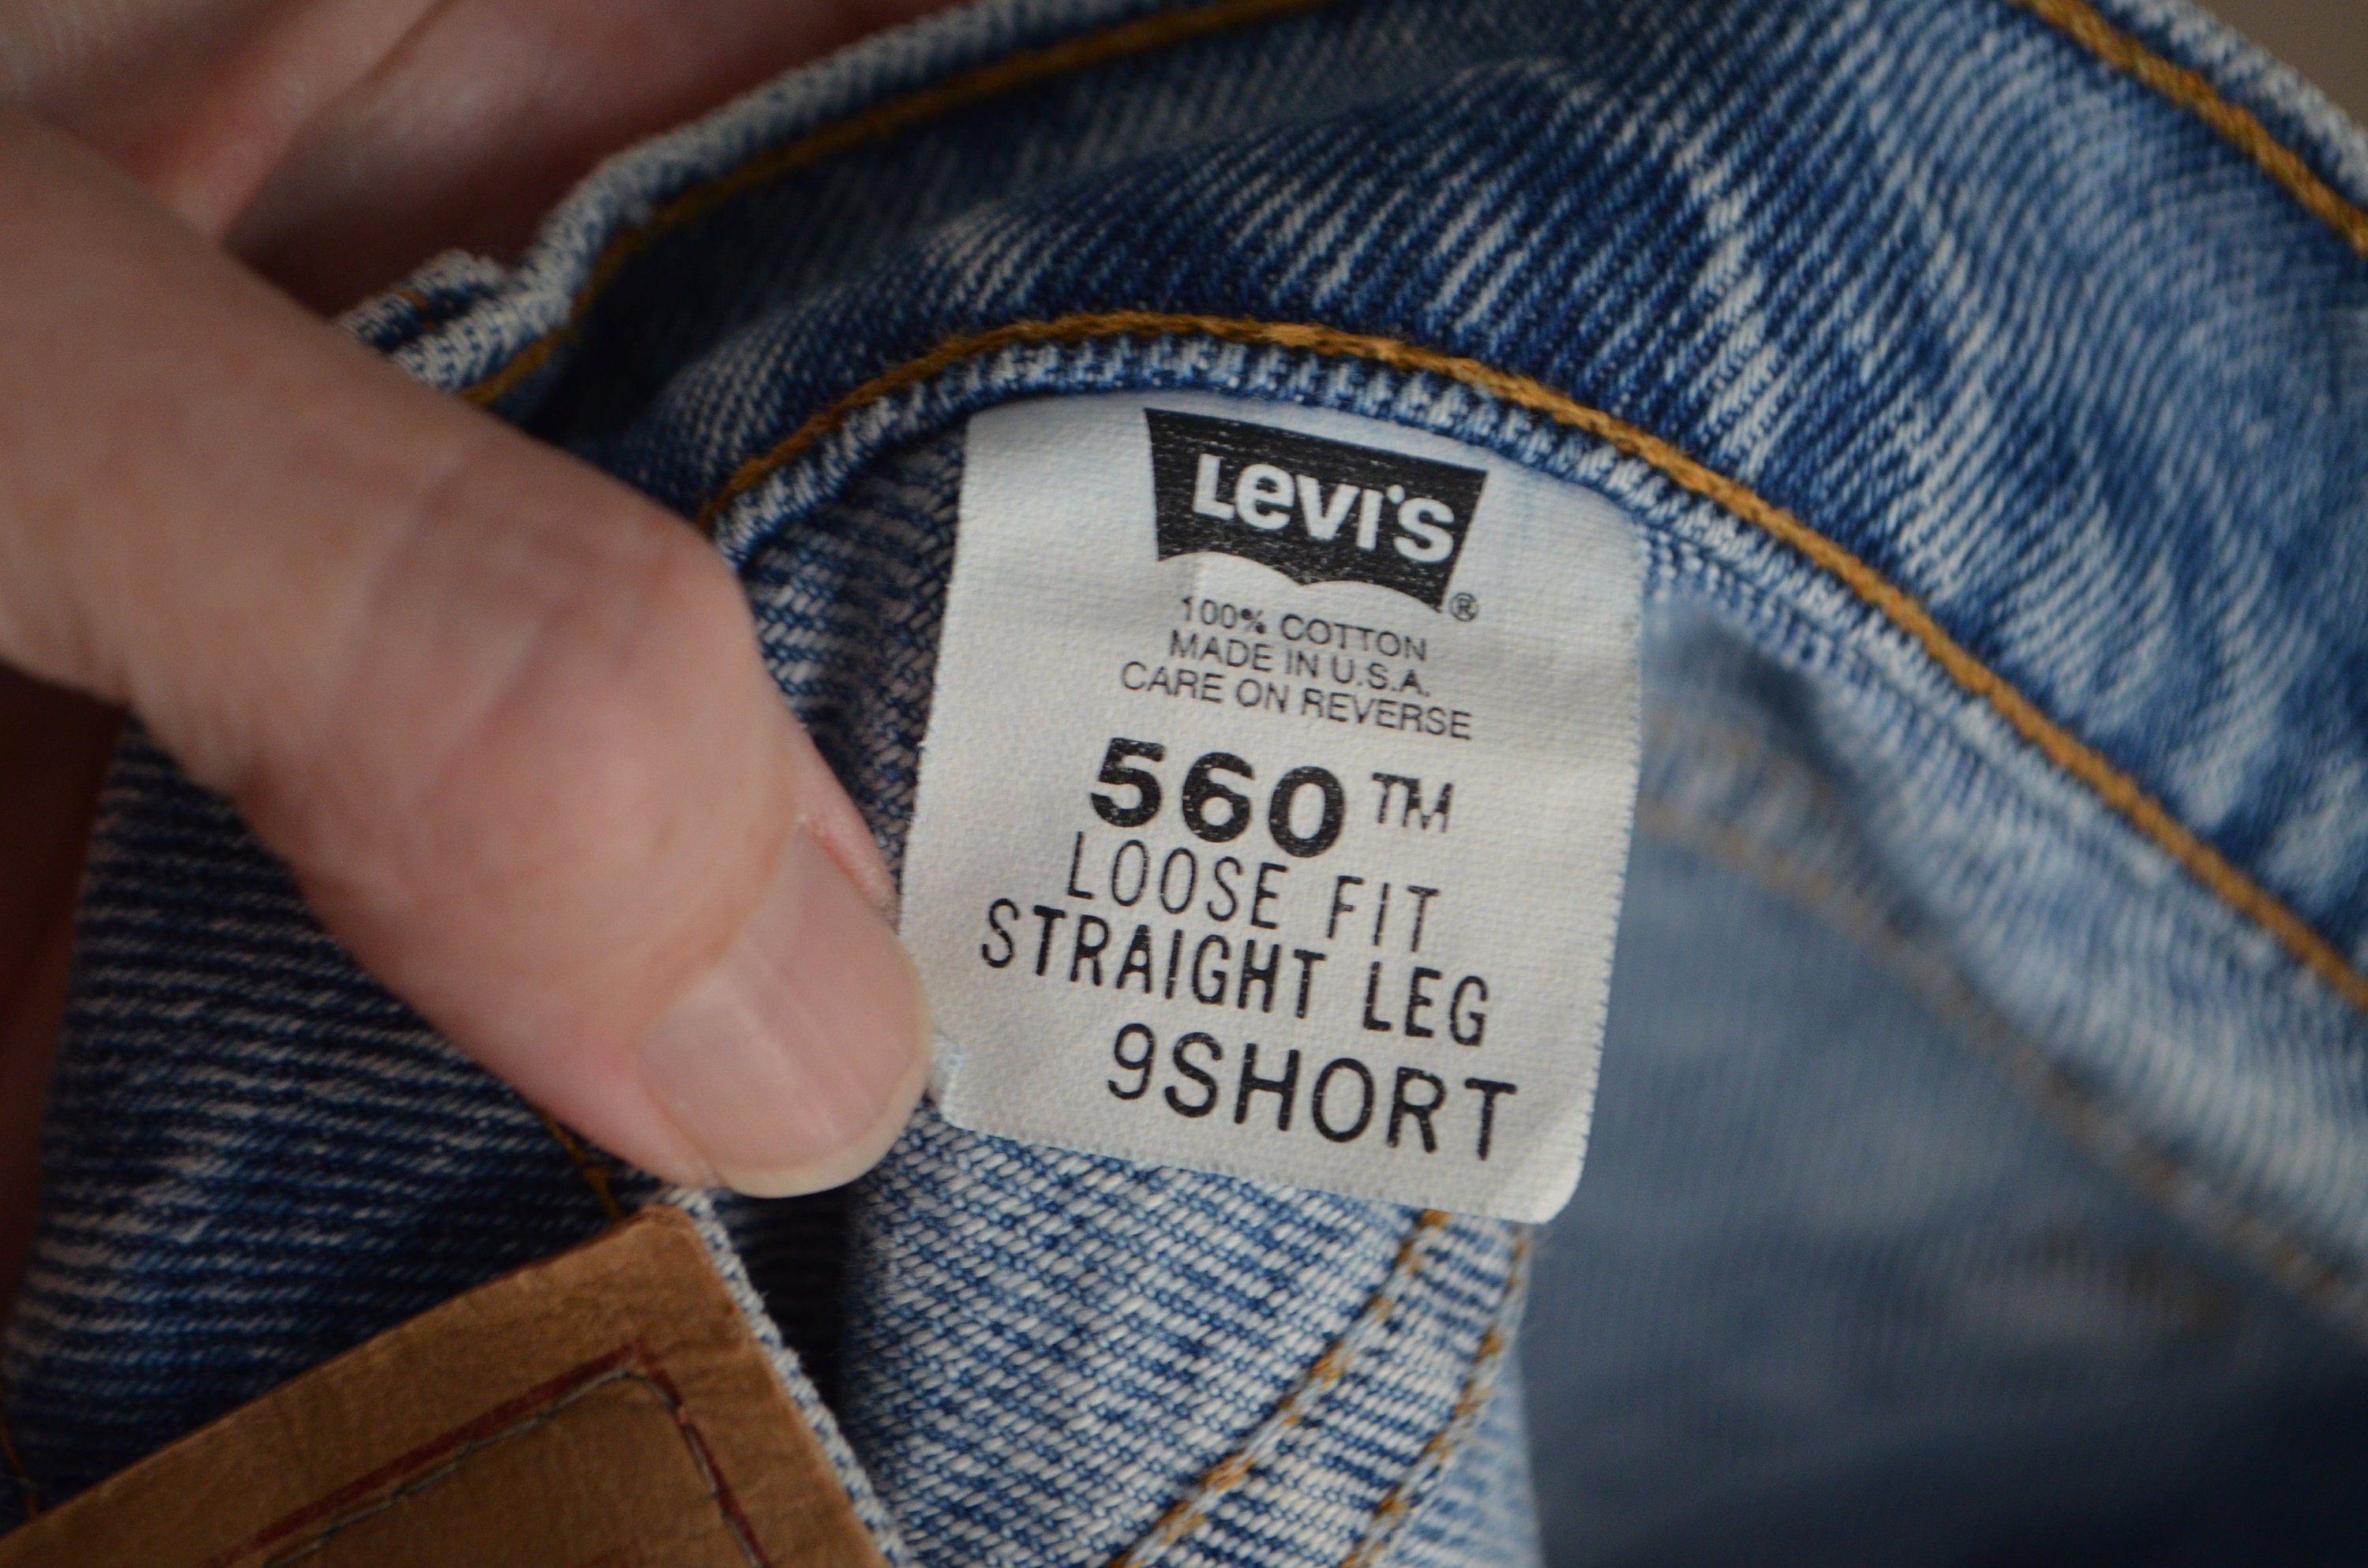 LEVI'S
®
100% COTTON
MADE IN U.S.A.
CARE ON REVERSE
560™
LOOSE FIT
STRAIGHT LEG
9SHORT